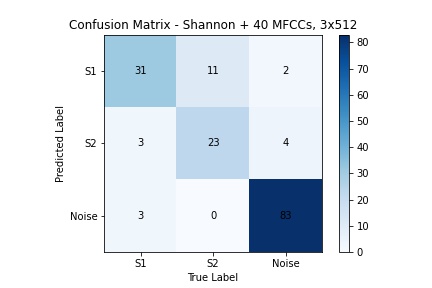 Confusion Matrix - Shannon + 40 MFCCs, 3x512
Predicted Label
S1
31
11
2
S2
3
23
4
Noise
3
0
83
S1
S2
Noise
True Label
80
70
60
50
40
30
20
10
0